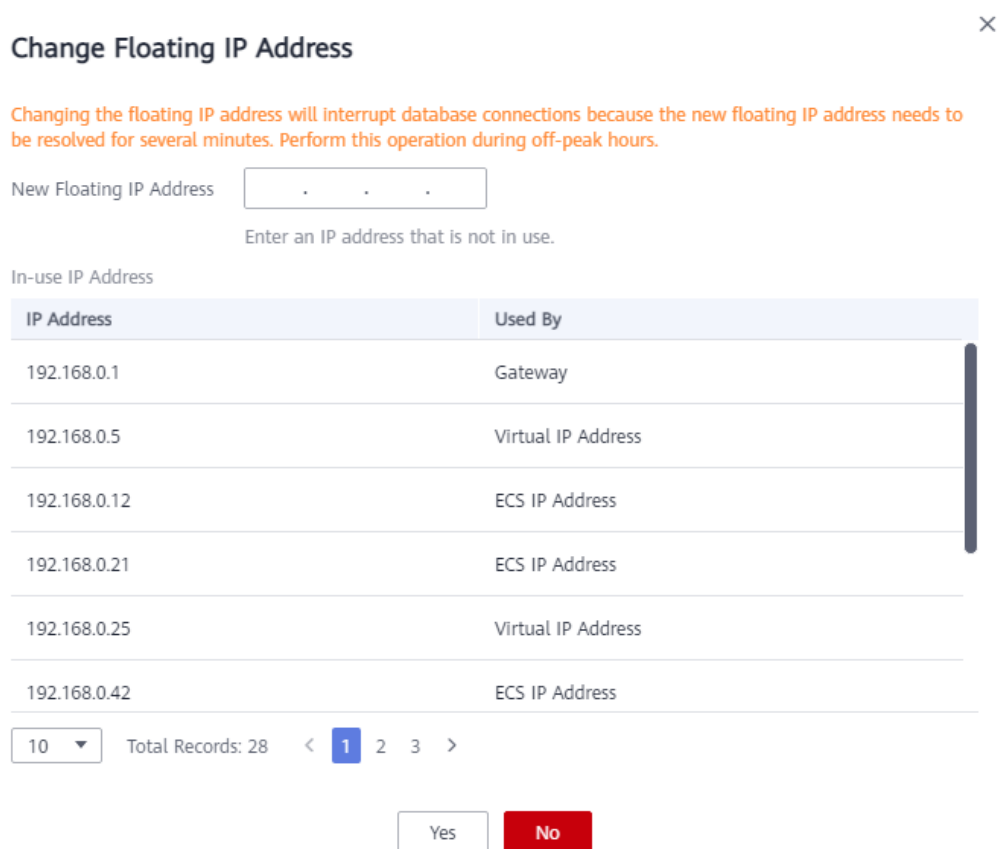 Change Floating IP Address
Changing the floating IP address will interrupt database connections because the new floating IP address needs to
be resolved for several minutes. Perform this operation during off-peak hours.
New Floating IP Address . . .
Enter an IP address that is not in use.
In-use IP Address
IP Address Used By
192.168.0.1 Gateway
192.168.0.5 Virtual IP Address
192.168.0.12 ECS IP Address
192.168.0.21 ECS IP Address
192.168.0.25 Virtual IP Address
192.168.0.42 ECS IP Address
10 Total Records: 28 < 1 2 3 >
Yes No